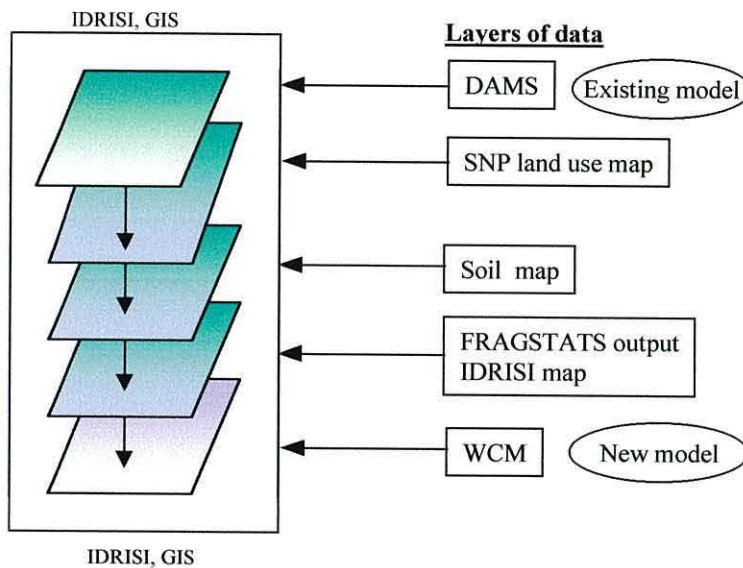 IDRISI, GIS
Layers of data
DAMS
Existing model
SNP land use map
Soil map
FRAGSTATS output
IDRISI map
WCM
New model
IDRISI, GIS